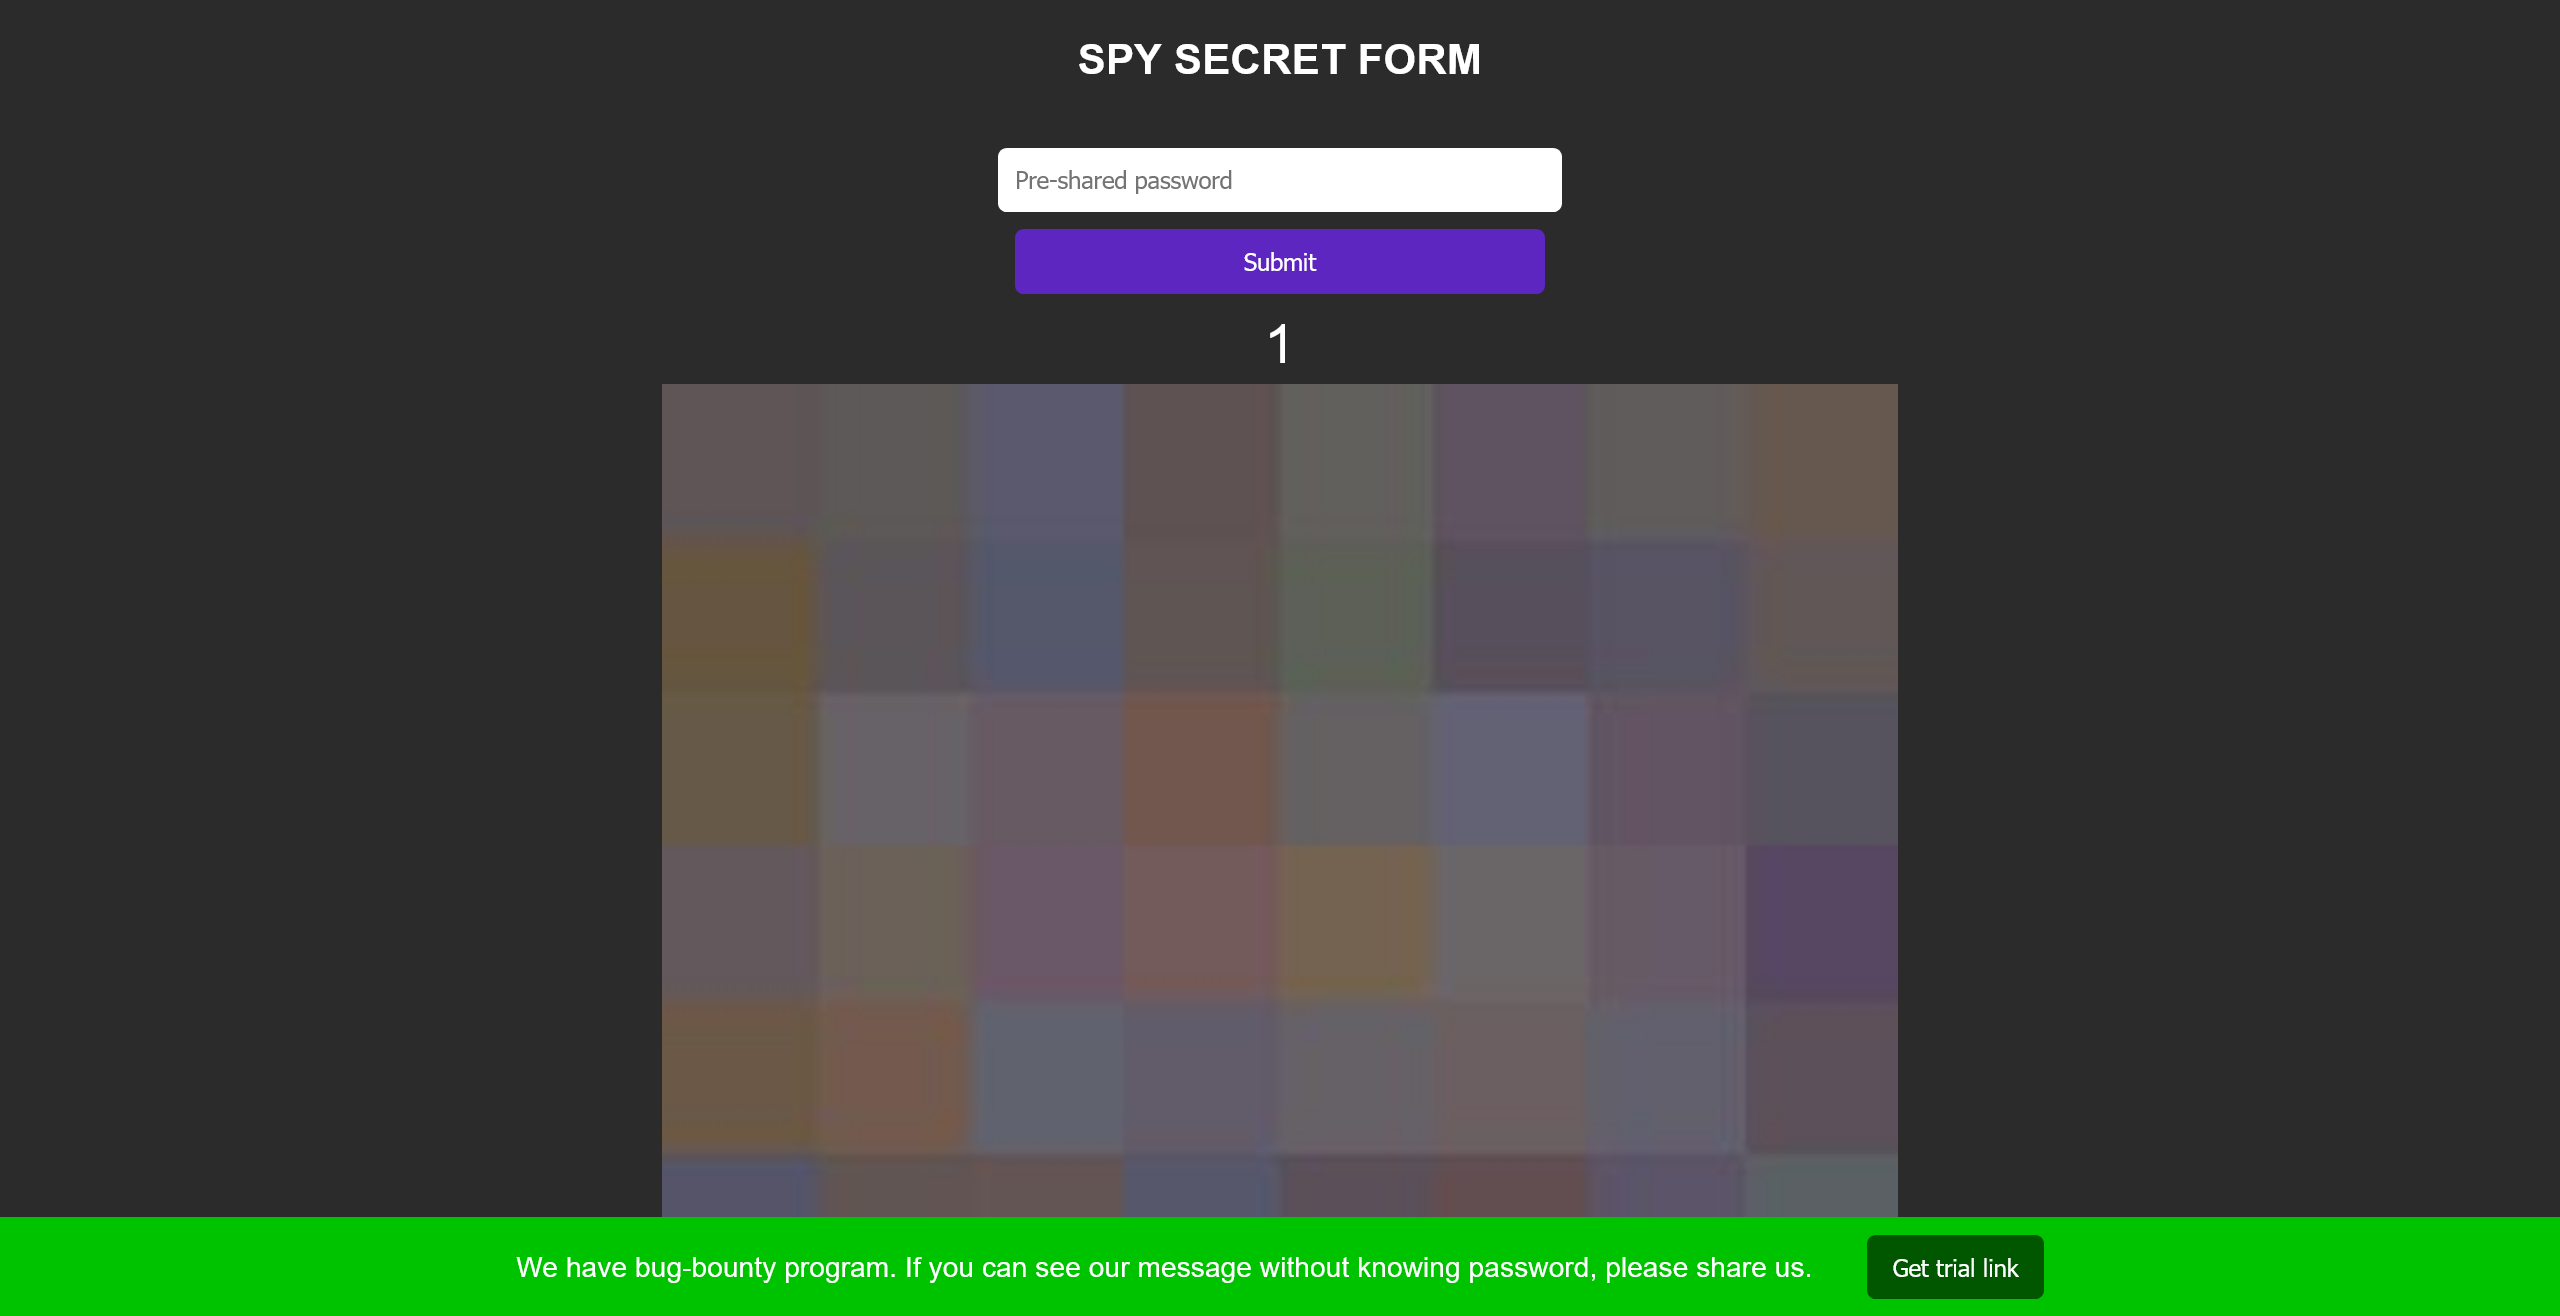 SPY SECRET FORM
Pre-shared password
Submit
1
We have bug-bounty program. If you can see our message without knowing password, please share us.
Get trial link